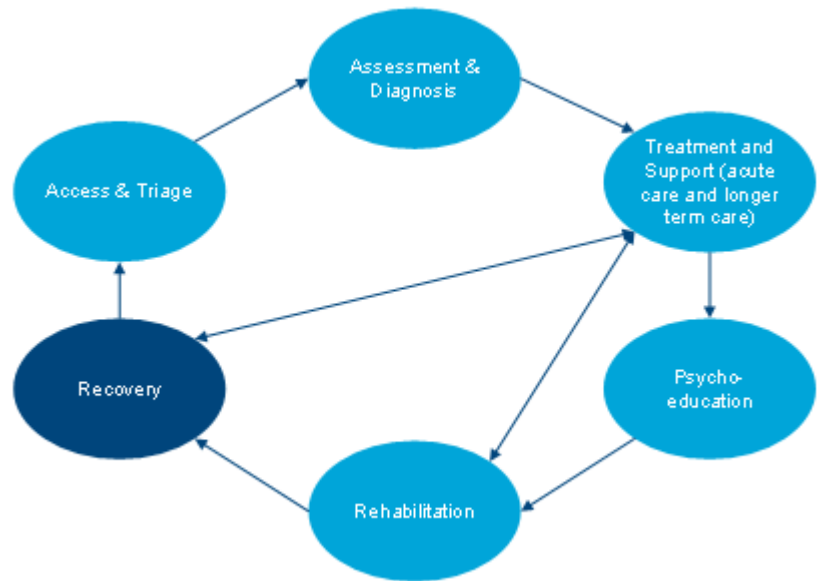 Assessment &
Diagnosis
Treatment and
Support (acute
care and longer
term care)
Access & Triage
Recovery
Psycho-
education
Rehabilitation